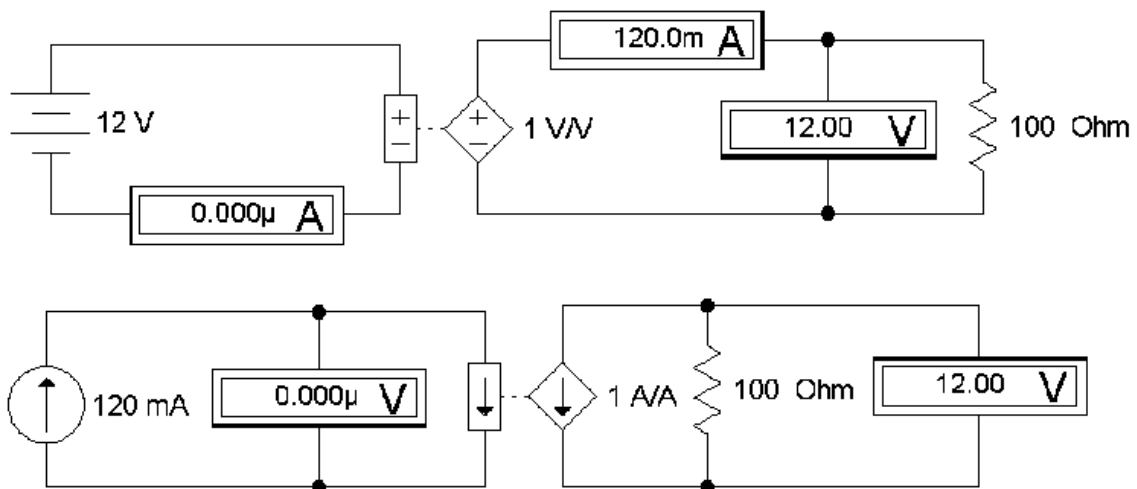 120.0m A
12 V
+
−
+
−
1 V/V
12.00 V
100 Ohm
0.000µ A
120 mA
0.000µ V
1 A/A
100 Ohm
12.00 V